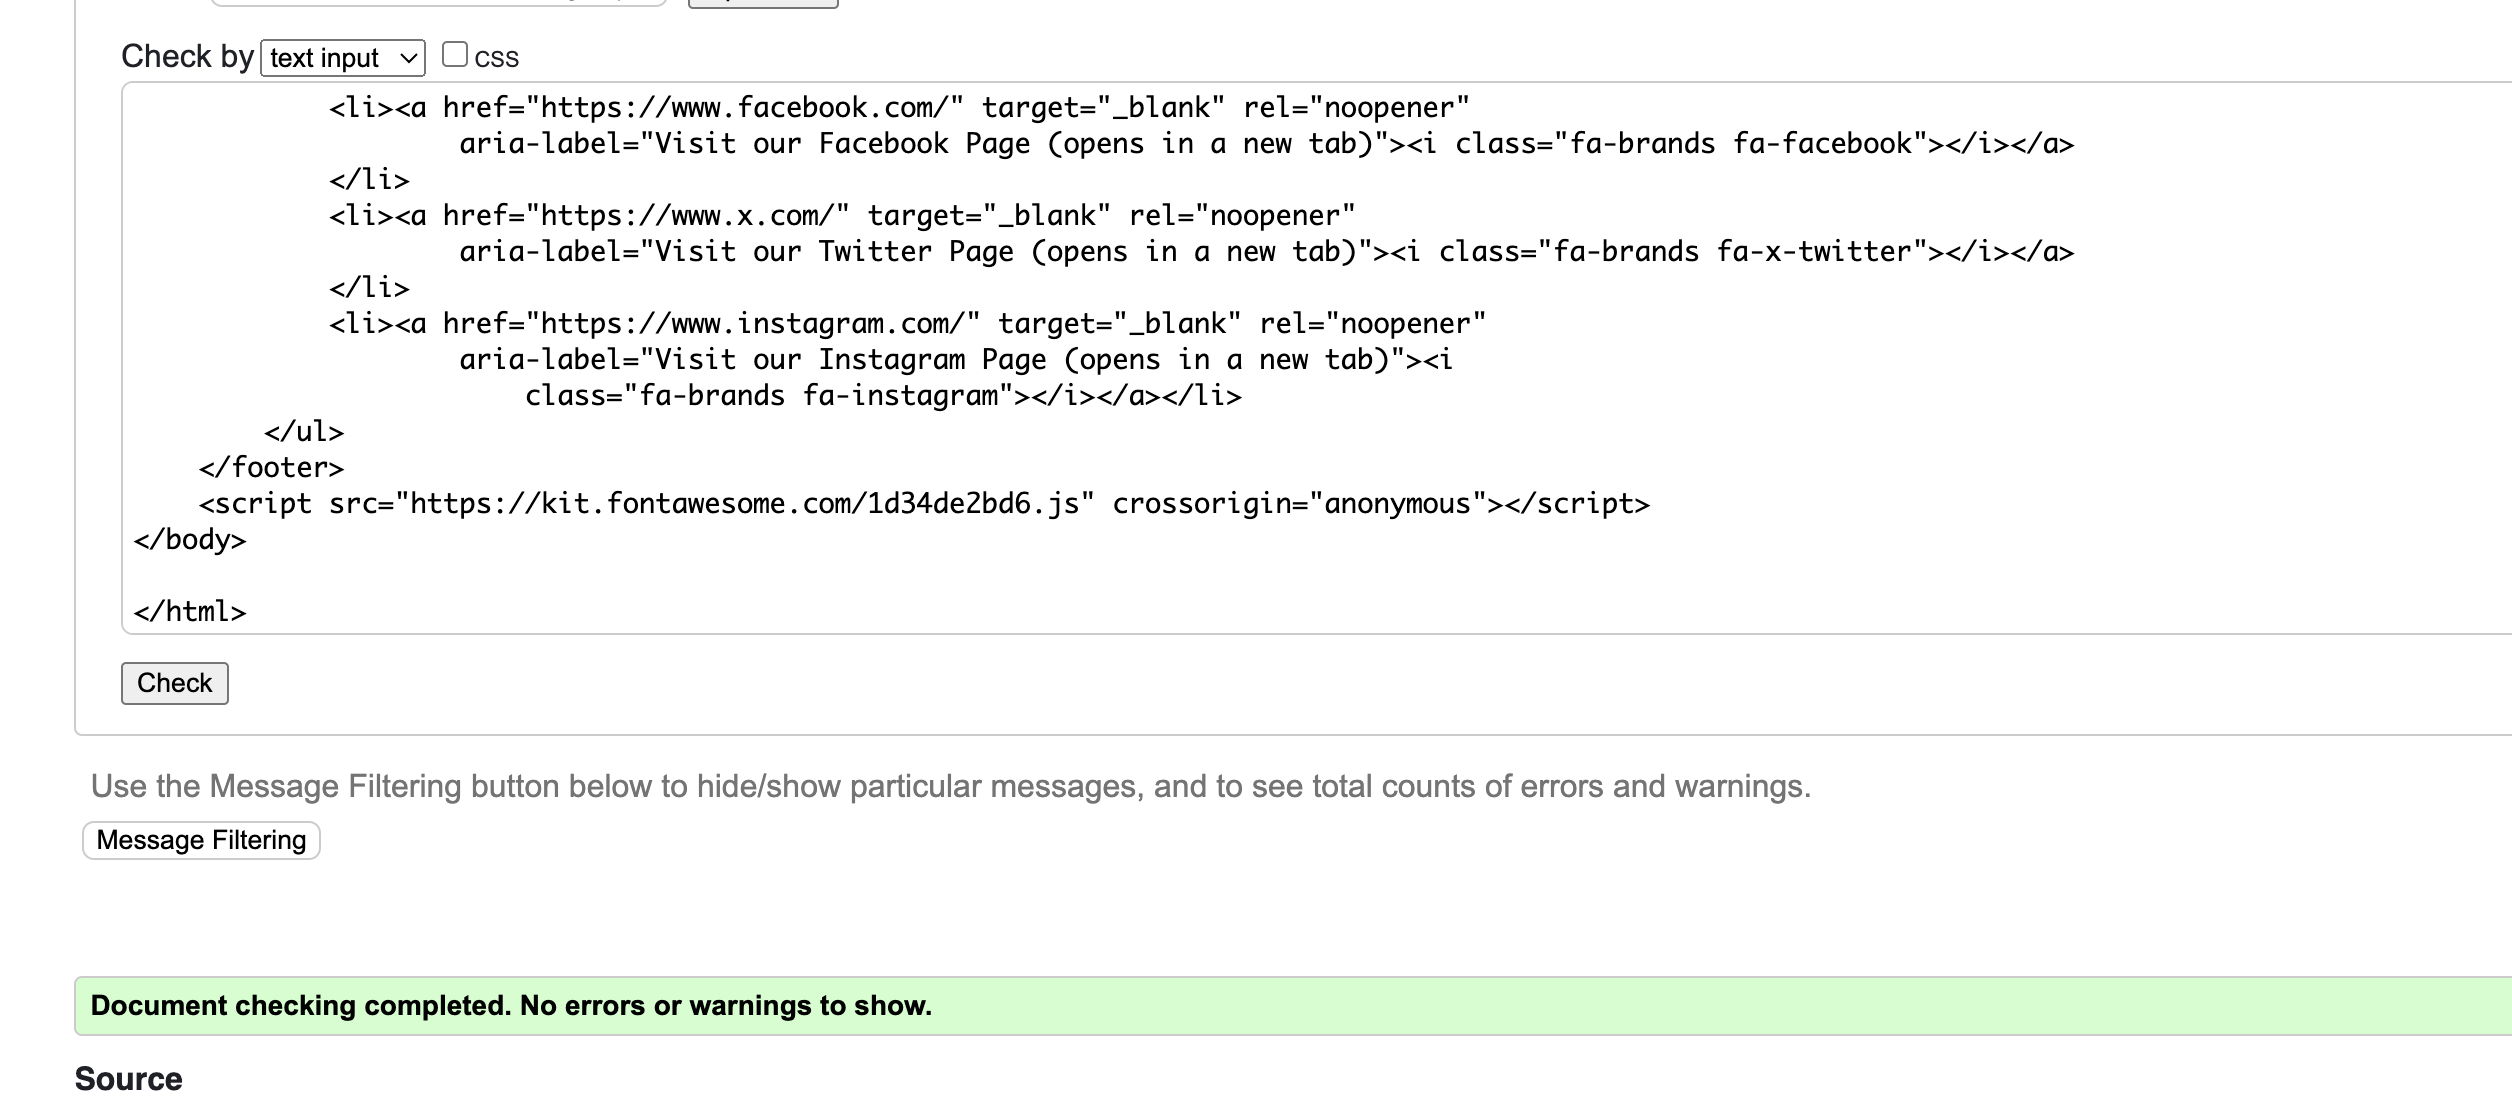 Check by text input css
<li><a href="https://www.facebook.com/" target="_blank" rel="noopener"
aria-label="Visit our Facebook Page (opens in a new tab)"><i class="fa-brands fa-facebook"></i></a>
</li>
<li><a href="https://www.x.com/" target="_blank" rel="noopener"
aria-label="Visit our Twitter Page (opens in a new tab)"><i class="fa-brands fa-x-twitter"></i></a>
</li>
<li><a href="https://www.instagram.com/" target="_blank" rel="noopener"
aria-label="Visit our Instagram Page (opens in a new tab)"><i
class="fa-brands fa-instagram"></i></a></li>
</ul>
</footer>
<script src="https://kit.fontawesome.com/1d34de2bd6.js" crossorigin="anonymous"></script>
</body>
</html>
Check
Use the Message Filtering button below to hide/show particular messages, and to see total counts of errors and warnings.
Message Filtering
Document checking completed. No errors or warnings to show.
Source